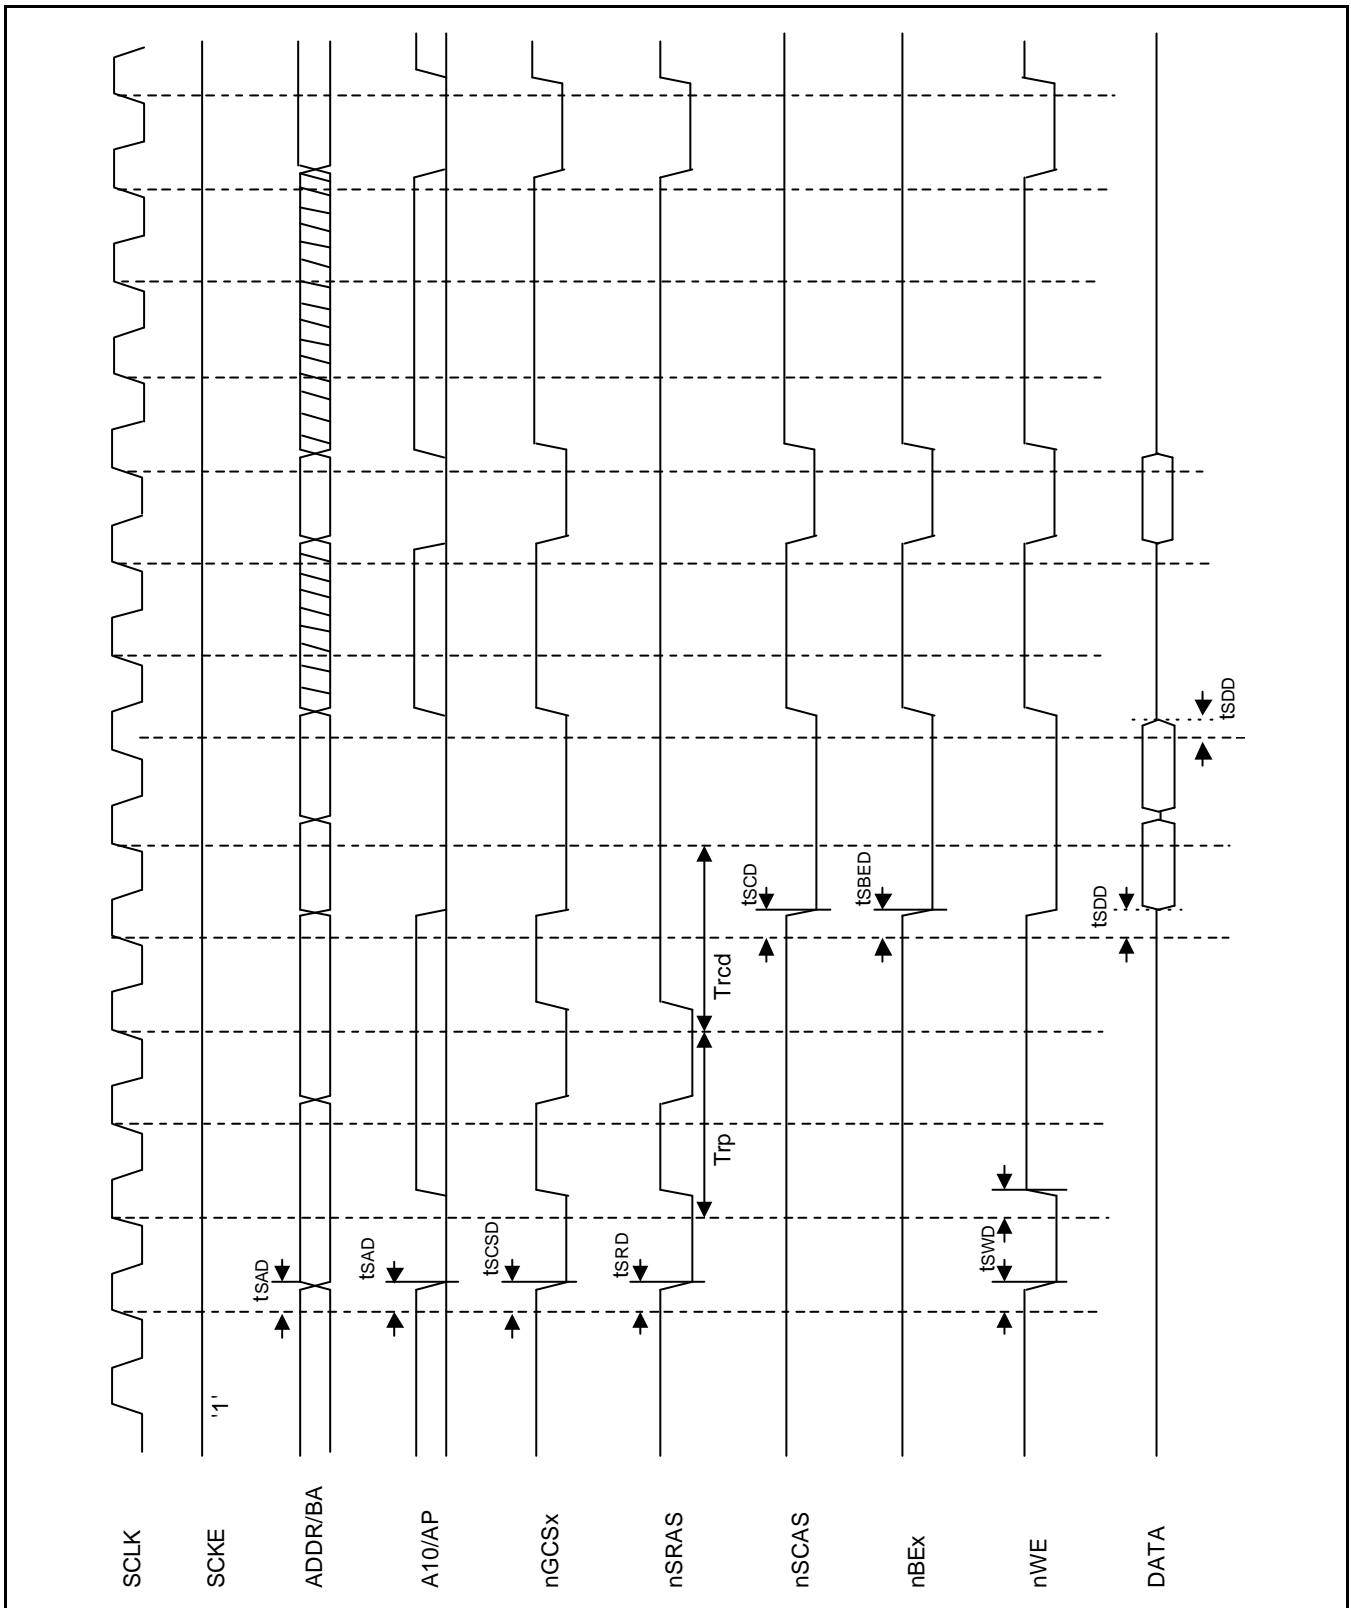 SCLK
SCKE
'1'
ADDR/BA
tSAD
A10/AP
tSAD
nGCSx
tSCSD
nSRAS
tSRD
Trp
Trcd
nSCAS
tSCD
nBEx
tSBED
nWE
tSWD
DATA
tSDD
tSDD